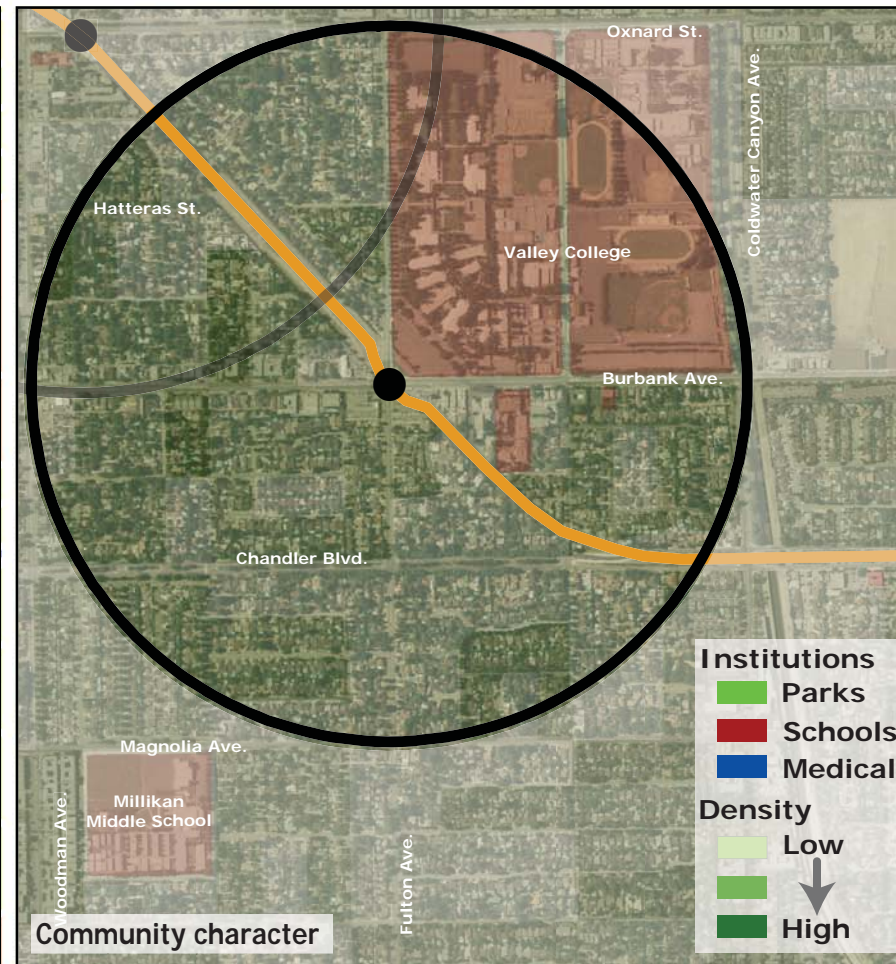 Oxnard St.
Coldwater Canyon Ave.
Hatteras St.
Valley College
Burbank Ave.
Chandler Blvd.
Magnolia Ave.
Millikan
Middle School
Woodman Ave.
Fulton Ave.
Community character
Institutions
Parks
Schools
Medical
Density
Low
High